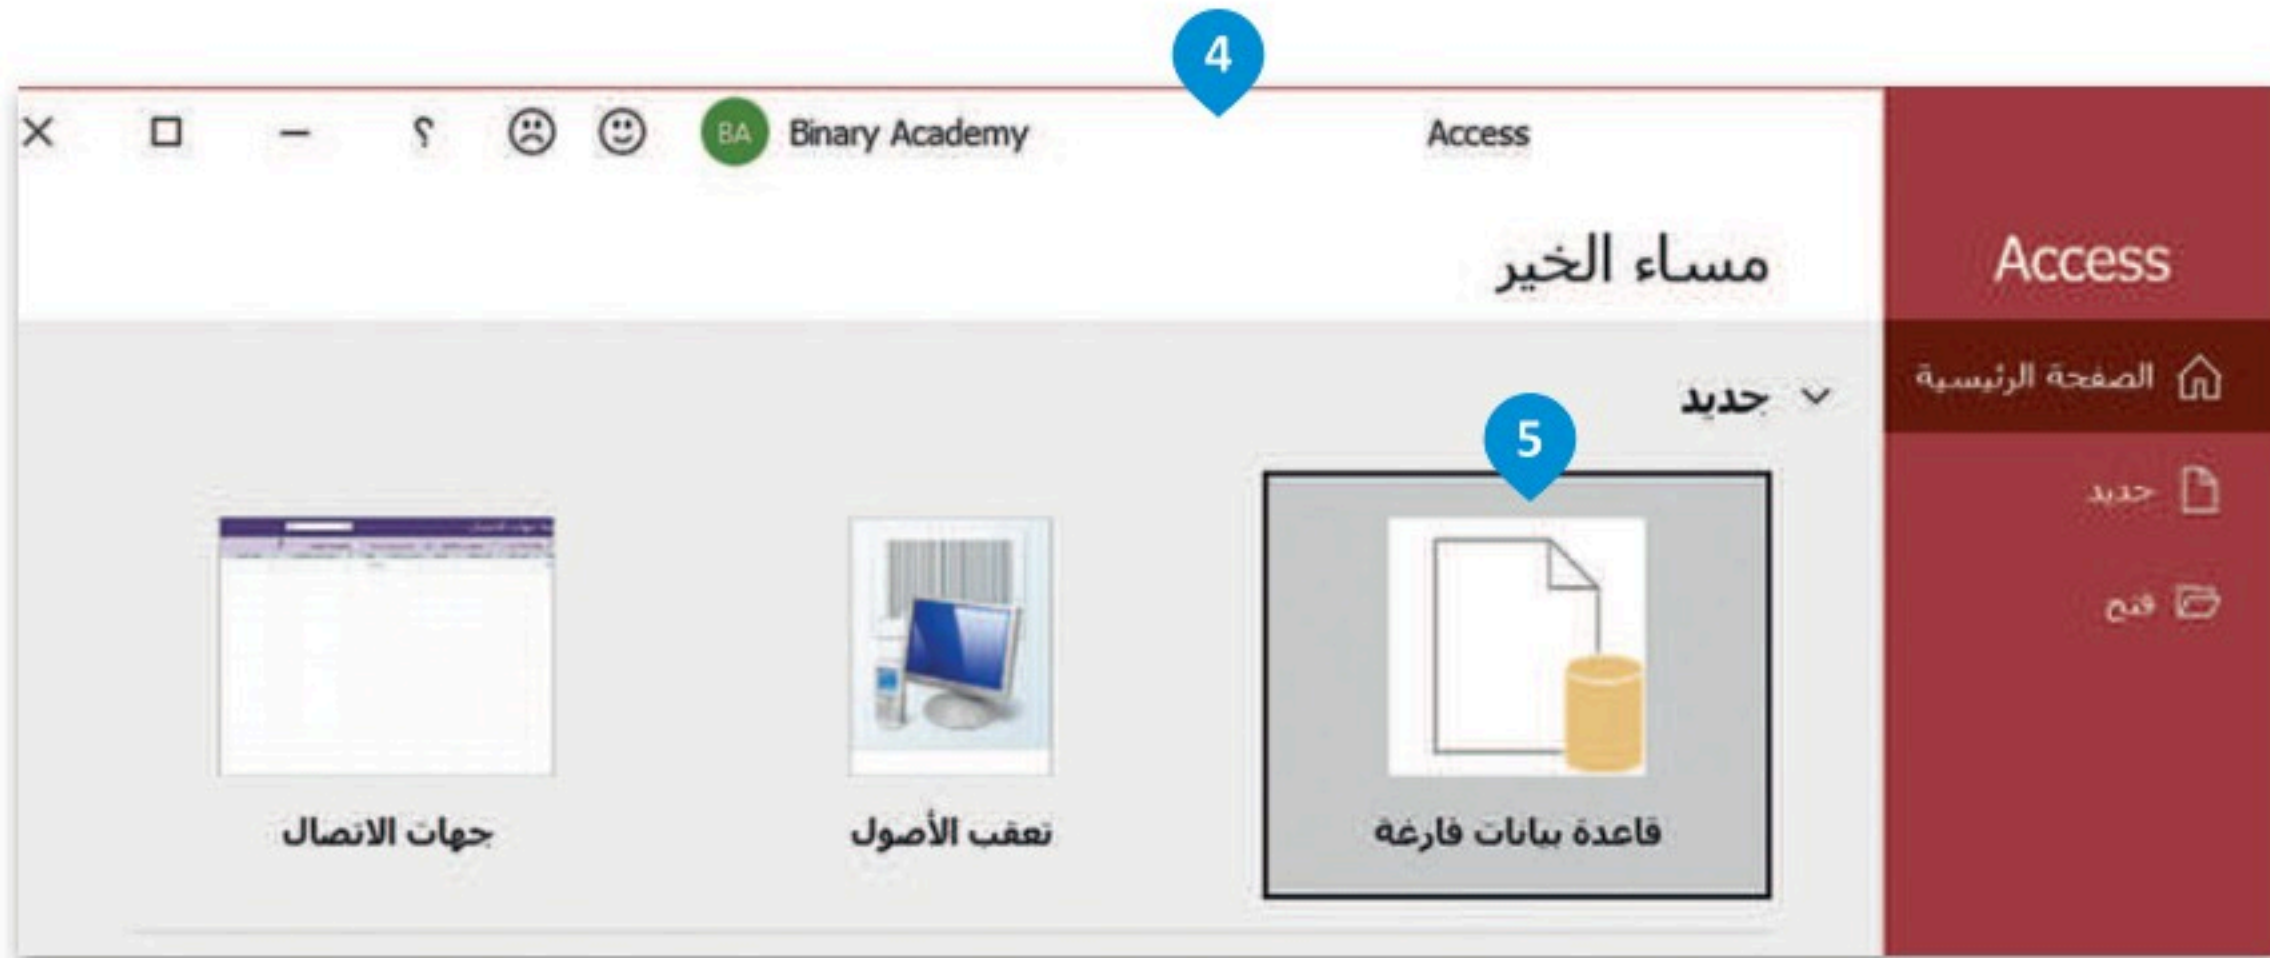 4
Access
Binary Academy
BA
؟
Access
مساء الخير
الصفحة الرئيسية
جديد
فتح
جديد
5
قاعدة بيانات فارغة
تعقب الأصول
جهات الاتصال